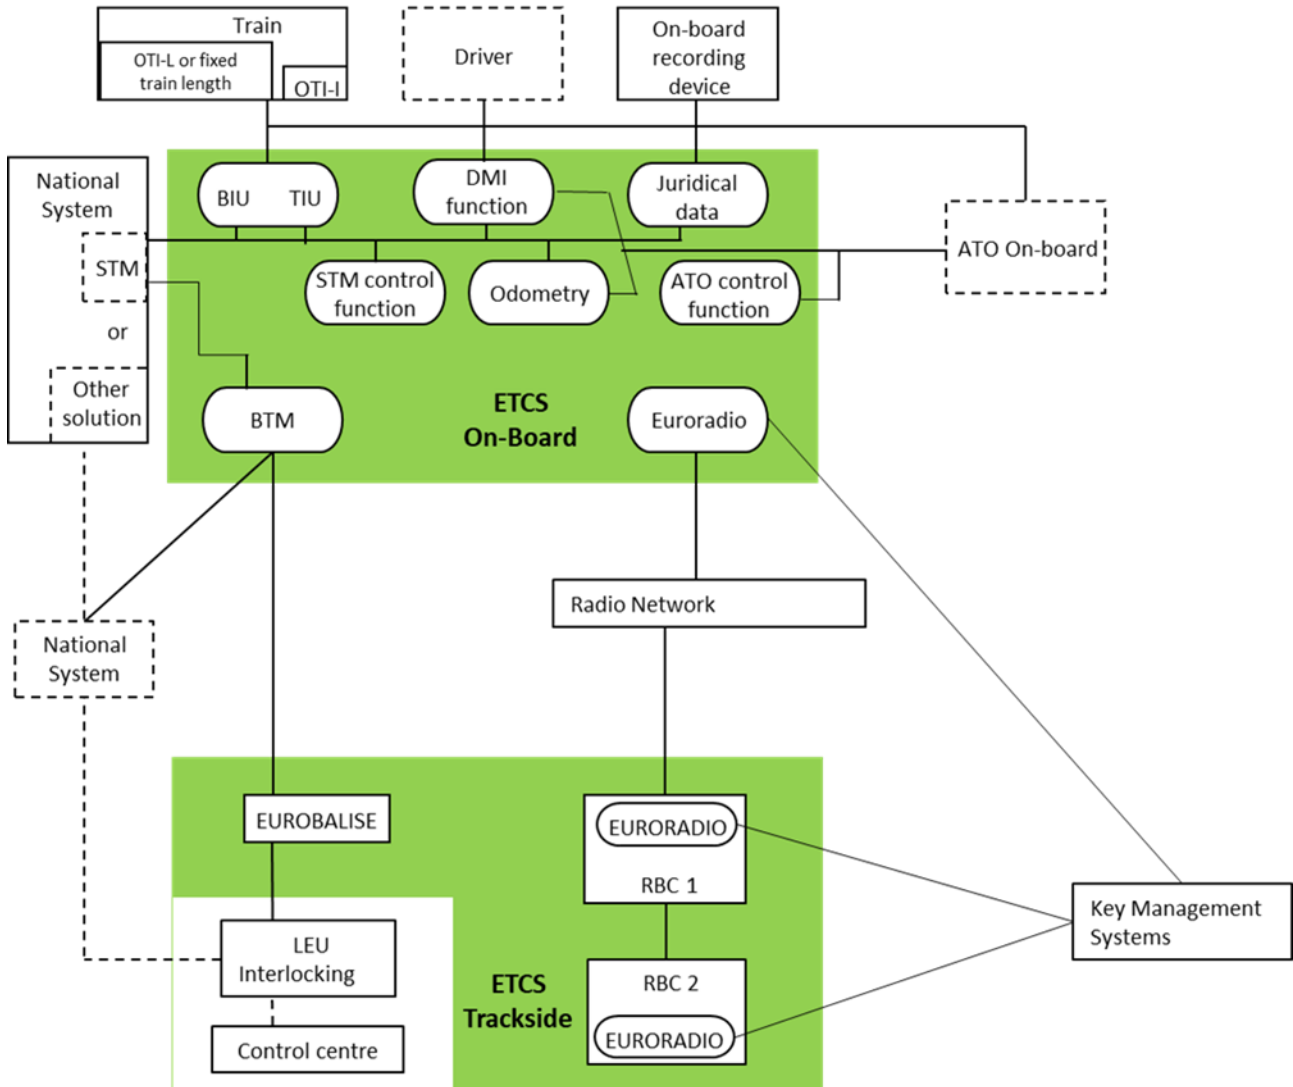 Train
OTI-L or fixed
train length
OTI-I
Driver
On-board
recording
device
National
System
STM
or
Other
solution
BIU TIU
DMI
function
Juridical
data
STM control
function
Odometry
ATO control
function
ATO On-board
BTM
ETCS
On-Board
Euroradio
National
System
Radio Network
EUROBALISE
EURORADIO
RBC 1
LEU
Interlocking
Control centre
ETCS
Trackside
RBC 2
EURORADIO
Key Management
Systems